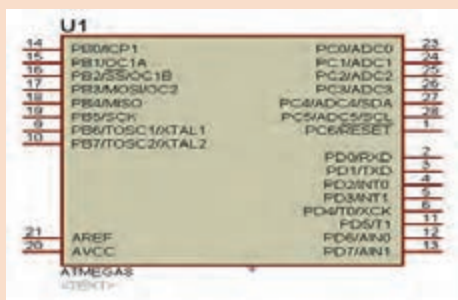 U1
14 PB0/ICP1 PC0/ADC0 23
15 PB1/OC1A PC1/ADC1 24
16 PB2/SS/OC1B PC2/ADC2 25
17 PB3/MOSI/OC2 PC3/ADC3 26
18 PB4/MISO PC4/ADC4/SDA 27
19 PB5/SCK PC5/ADC5/SCL 28
9 PB6/TOSC1/XTAL1 PC6/RESET 1
10 PB7/TOSC2/XTAL2
PD0/RXD 2
PD1/TXD 3
PD2/INT0 4
PD3/INT1 5
PD4/T0/XCK 6
PD5/T1 11
21 AREF PD6/AIN0 12
20 AVCC PD7/AIN1 13
ATMEGA8
<TEXT>